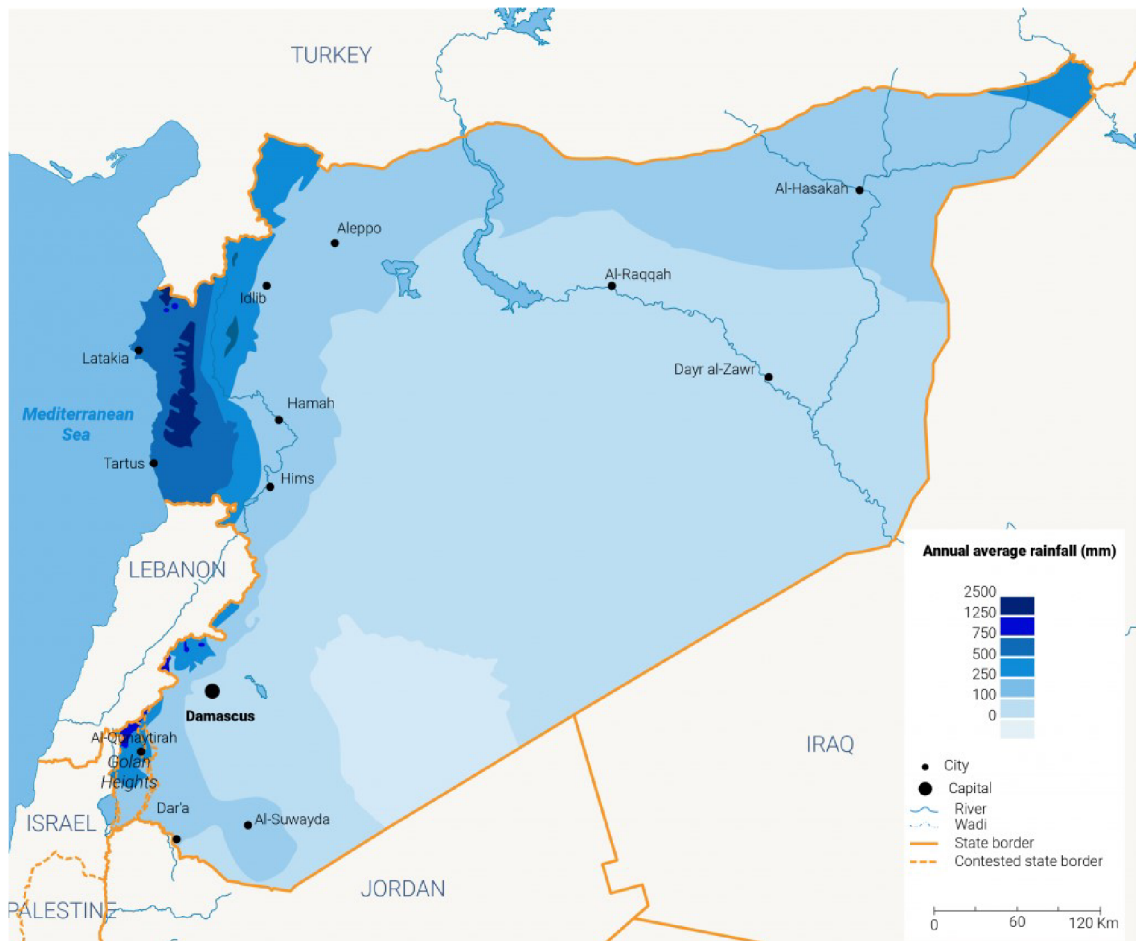 TURKEY
Al-Hasakah
Aleppo
Al-Raqqah
Idlib
Latakia
Dayr al-Zawr
Hamah
Mediterranean
Sea
Tartus
Hims
LEBANON
Damascus
Al-Qunaytirah
Golan
Heights
IRAQ
Dar'a
Al-Suwayda
ISRAEL
JORDAN
PALESTINE
Annual average rainfall (mm)
2500
1250
750
500
250
100
0
City
Capital
River
Wadi
State border
Contested state border
0 60 120 Km